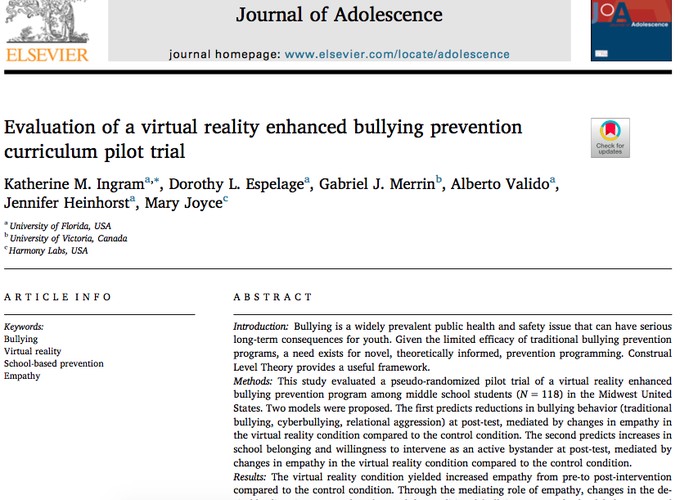 Journal of Adolescence
ELSEVIER
journal homepage: www.elsevier.com/locate/adolescence
Adolescence
Evaluation of a virtual reality enhanced bullying prevention
curriculum pilot trial
Check for
updates
Katherine M. Ingramᵃ,*, Dorothy L. Espelageᵃ, Gabriel J. Merrinᵇ, Alberto Validoᵃ,
Jennifer Heinhorstᵃ, Mary Joyceᶜ
ᵃ University of Florida, USA
ᵇ University of Victoria, Canada
ᶜ Harmony Labs, USA
ARTICLE INFO
Keywords:
Bullying
Virtual reality
School-based prevention
Empathy
ABSTRACT
Introduction: Bullying is a widely prevalent public health and safety issue that can have serious
long-term consequences for youth. Given the limited efficacy of traditional bullying prevention
programs, a need exists for novel, theoretically informed, prevention programming. Construal
Level Theory provides a useful framework.
Methods: This study evaluated a pseudo-randomized pilot trial of a virtual reality enhanced
bullying prevention program among middle school students (N = 118) in the Midwest United
States. Two models were proposed. The first predicts reductions in bullying behavior (traditional
bullying, cyberbullying, relational aggression) at post-test, mediated by changes in empathy in
the virtual reality condition compared to the control condition. The second predicts increases in
school belonging and willingness to intervene as an active bystander at post-test, mediated by
changes in empathy in the virtual reality condition compared to the control condition.
Results: The virtual reality condition yielded increased empathy from pre-to post-intervention
compared to the control condition. Through the mediating role of empathy, changes in the de-